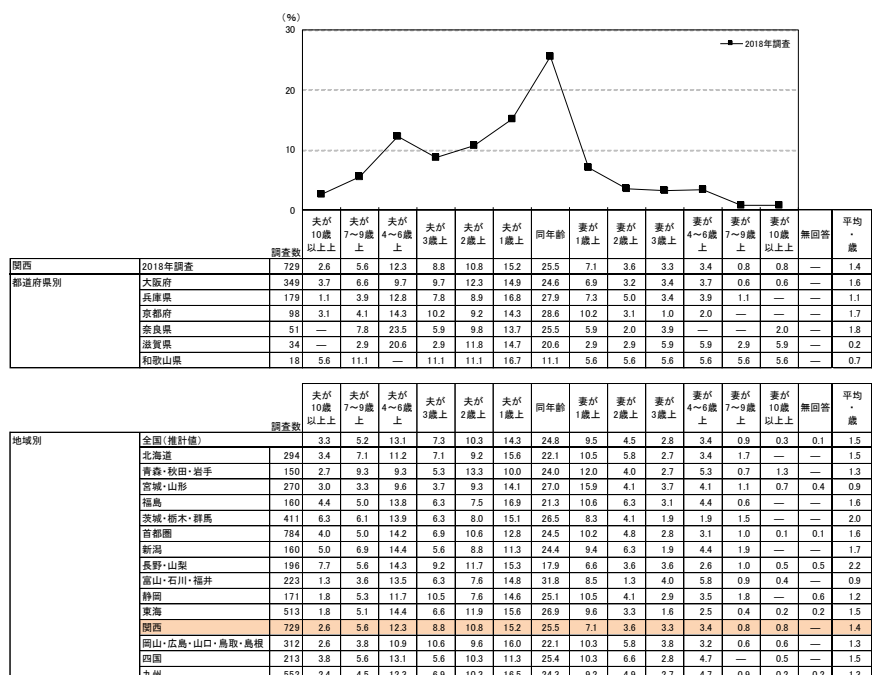 (%)
30
20
10
0
2018年調査
調査数 夫が10歳以上上 夫が7～9歳上 夫が4～6歳上 夫が3歳上 夫が2歳上 夫が1歳上 同年齢 妻が1歳上 妻が2歳上 妻が3歳上 妻が4～6歳上 妻が7～9歳上 妻が10歳以上上 無回答 平均・歳
関西 2018年調査 729 2.6 5.6 12.3 8.8 10.8 15.2 25.5 7.1 3.6 3.3 3.4 0.8 0.8 — 1.4
都道府県別 大阪府 349 3.7 6.6 9.7 9.7 12.3 14.9 24.6 6.9 3.2 3.4 3.7 0.6 0.6 — 1.6
兵庫県 179 1.1 3.9 12.8 7.8 8.9 16.8 27.9 7.3 5.0 3.4 3.9 1.1 — — 1.1
京都府 98 3.1 4.1 14.3 10.2 9.2 14.3 28.6 10.2 3.1 1.0 2.0 — — — 1.7
奈良県 51 — 7.8 23.5 5.9 9.8 13.7 25.5 5.9 2.0 3.9 — — 2.0 — 1.8
滋賀県 34 — 2.9 20.6 2.9 11.8 14.7 20.6 2.9 2.9 5.9 5.9 2.9 5.9 — 0.2
和歌山県 18 5.6 11.1 — 11.1 11.1 16.7 11.1 5.6 5.6 5.6 5.6 5.6 5.6 — 0.7
調査数 夫が10歳以上上 夫が7～9歳上 夫が4～6歳上 夫が3歳上 夫が2歳上 夫が1歳上 同年齢 妻が1歳上 妻が2歳上 妻が3歳上 妻が4～6歳上 妻が7～9歳上 妻が10歳以上上 無回答 平均・歳
地域別 全国(推計値) 3.3 5.2 13.1 7.3 10.3 14.3 24.8 9.5 4.5 2.8 3.4 0.9 0.3 0.1 1.5
北海道 294 3.4 7.1 11.2 7.1 9.2 15.6 22.1 10.5 5.8 2.7 3.4 1.7 — — 1.5
青森・秋田・岩手 150 2.7 9.3 9.3 5.3 13.3 10.0 24.0 12.0 4.0 2.7 5.3 0.7 1.3 — 1.3
宮城・山形 270 3.0 3.3 9.6 3.7 9.3 14.1 27.0 15.9 4.1 3.7 4.1 1.1 0.7 0.4 0.9
福島 160 4.4 5.0 13.8 6.3 7.5 16.9 21.3 10.6 6.3 3.1 4.4 0.6 — — 1.6
茨城・栃木・群馬 411 6.3 6.1 13.9 6.3 8.0 15.1 26.5 8.3 4.1 1.9 1.9 1.5 — — 2.0
首都圏 784 4.0 5.0 14.2 6.9 10.6 12.8 24.5 10.2 4.8 2.8 3.1 1.0 0.1 0.1 1.6
新潟 160 5.0 6.9 14.4 5.6 8.8 11.3 24.4 9.4 6.3 1.9 4.4 1.9 — — 1.7
長野・山梨 196 7.7 5.6 14.3 9.2 11.7 15.3 17.9 6.6 3.6 3.6 2.6 1.0 0.5 0.5 2.2
富山・石川・福井 223 1.3 3.6 13.5 6.3 7.6 14.8 31.8 8.5 1.3 4.0 5.8 0.9 0.4 — 0.9
静岡 171 1.8 5.3 11.7 10.5 7.6 14.6 25.1 10.5 4.1 2.9 3.5 1.8 — 0.6 1.2
東海 513 1.8 5.1 14.4 6.6 11.9 15.6 26.9 9.6 3.3 1.6 2.5 0.4 0.2 0.2 1.5
関西 729 2.6 5.6 12.3 8.8 10.8 15.2 25.5 7.1 3.6 3.3 3.4 0.8 0.8 — 1.4
岡山・広島・山口・鳥取・島根 312 2.6 3.8 10.9 10.6 9.6 16.0 22.1 10.3 5.8 3.8 3.2 0.6 0.6 — 1.3
四国 213 3.8 5.6 13.1 5.6 10.3 11.3 25.4 10.3 6.6 2.8 4.7 — 0.5 — 1.5
九州 552 2.4 4.5 12.3 6.9 10.3 16.5 24.3 9.2 4.9 2.7 4.7 0.9 0.2 0.2 1.3